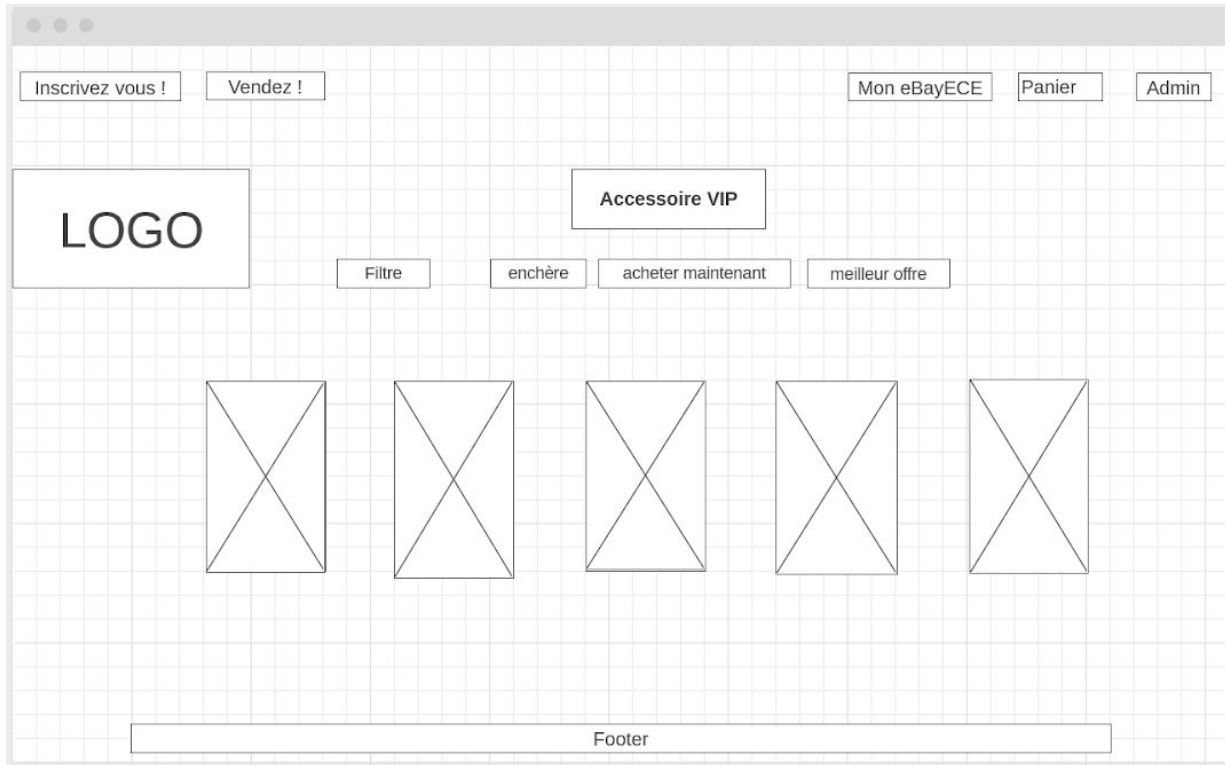 Inscrivez vous !
Vendez !
Mon eBayECE
Panier
Admin
LOGO
Accessoire VIP
Filtre
enchère
acheter maintenant
meilleur offre
Footer